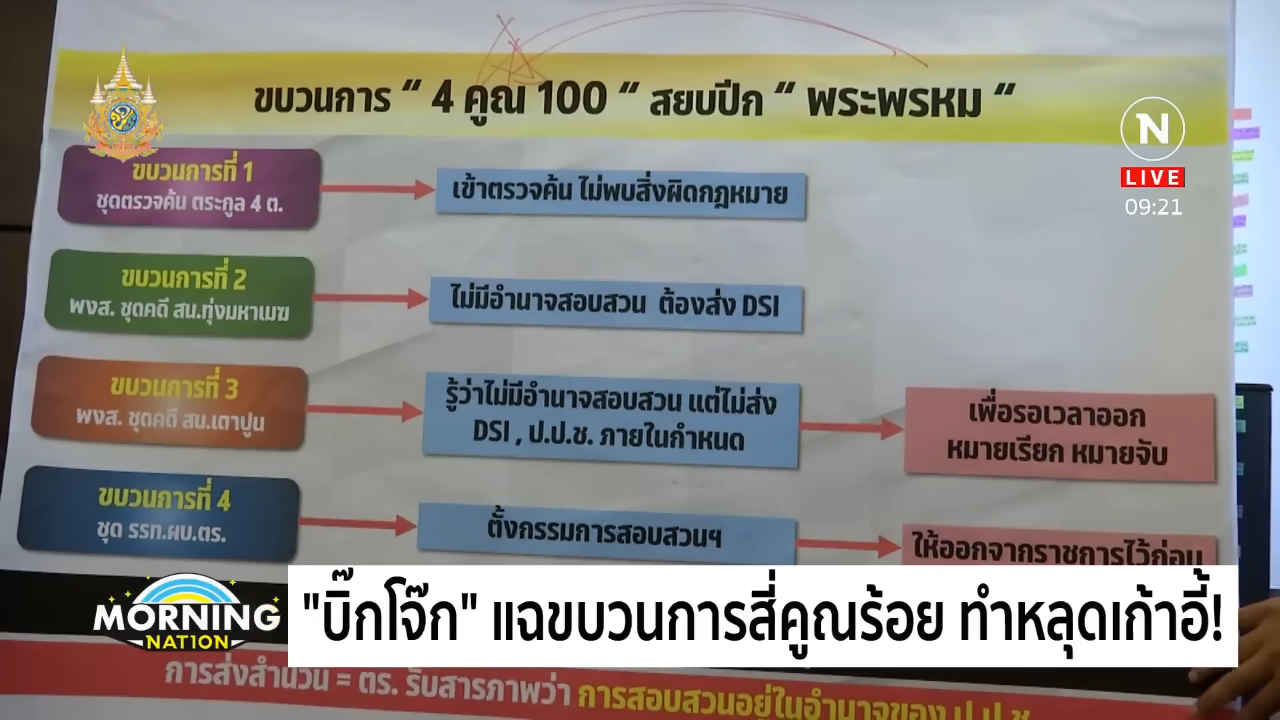 ขบวนการ “ 4 คูณ 100 “ สยบปีก “ พระพรหม “
N
LIVE
09:21
ขบวนการที่ 1
ชุดตรวจค้น ตระกูล 4 ต.
เข้าตรวจค้น ไม่พบสิ่งผิดกฎหมาย
ขบวนการที่ 2
พงส. ชุดคดี สน.ทุ่งมหาเมฆ
ไม่มีอำนาจสอบสวน ต้องส่ง DSI
ขบวนการที่ 3
พงส. ชุดคดี สน.เตาปูน
รู้ว่าไม่มีอำนาจสอบสวน แต่ไม่ส่ง
DSI , ป.ป.ช. ภายในกำหนด
เพื่อรอเวลาออก
หมายเรียก หมายจับ
ขบวนการที่ 4
ชุด รรท.ผบ.ตร.
ตั้งกรรมการสอบสวนฯ
ให้ออกจากราชการไว้ก่อน
MORNING
NATION
"บิ๊กโจ๊ก" แฉขบวนการสี่คูณร้อย ทำหลุดเก้าอี้!
การส่งสำนวน = ตร. รับสารภาพว่า การสอบสวนอยู่ในอำนาจของ ป.ป.ช.